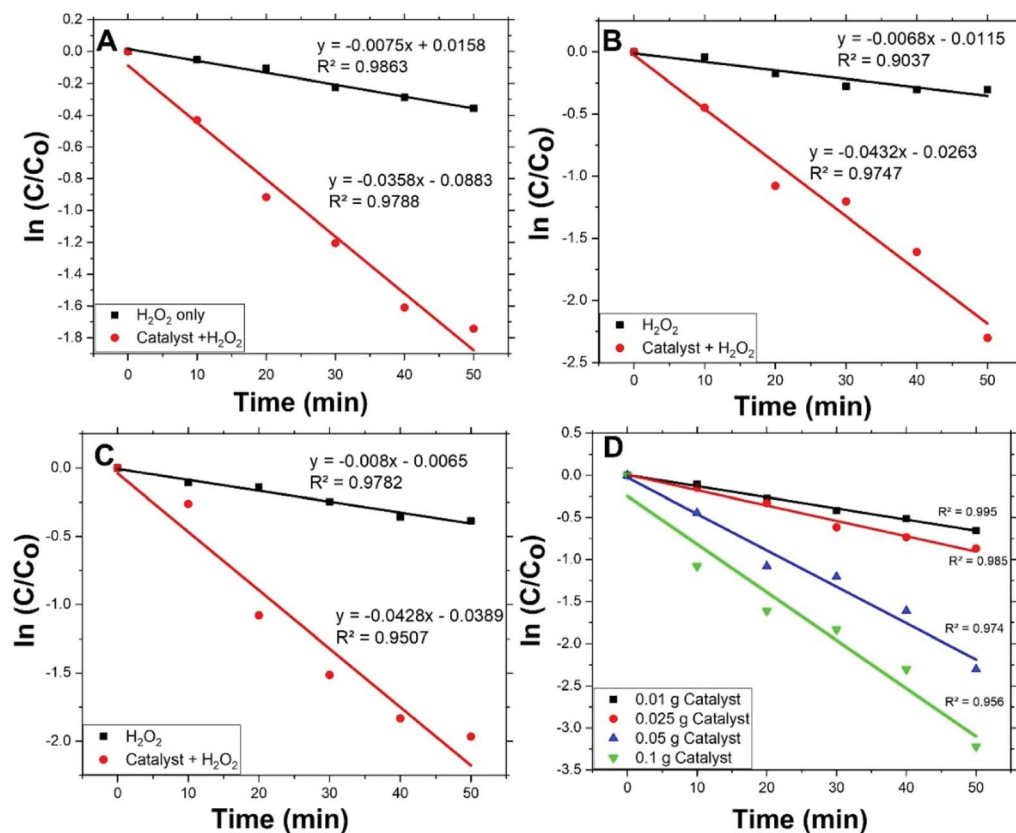 A
y = -0.0075x + 0.0158
R² = 0.9863
y = -0.0358x - 0.0883
R² = 0.9788
H₂O₂ only
Catalyst +H₂O₂
ln (C/C₀)
0.2
0.0
-0.2
-0.4
-0.6
-0.8
-1.0
-1.2
-1.4
-1.6
-1.8
0 10 20 30 40 50
Time (min)
B
y = -0.0068x - 0.0115
R² = 0.9037
y = -0.0432x - 0.0263
R² = 0.9747
H₂O₂
Catalyst + H₂O₂
ln (C/C₀)
0.5
0.0
-0.5
-1.0
-1.5
-2.0
-2.5
0 10 20 30 40 50
Time (min)
C
y = -0.008x - 0.0065
R² = 0.9782
y = -0.0428x - 0.0389
R² = 0.9507
H₂O₂
Catalyst + H₂O₂
ln (C/C₀)
0.0
-0.5
-1.0
-1.5
-2.0
0 10 20 30 40 50
Time (min)
D
R² = 0.995
R² = 0.985
R² = 0.974
R² = 0.956
0.01 g Catalyst
0.025 g Catalyst
0.05 g Catalyst
0.1 g Catalyst
ln (C/C₀)
0.5
0.0
-0.5
-1.0
-1.5
-2.0
-2.5
-3.0
-3.5
0 10 20 30 40 50
Time (min)